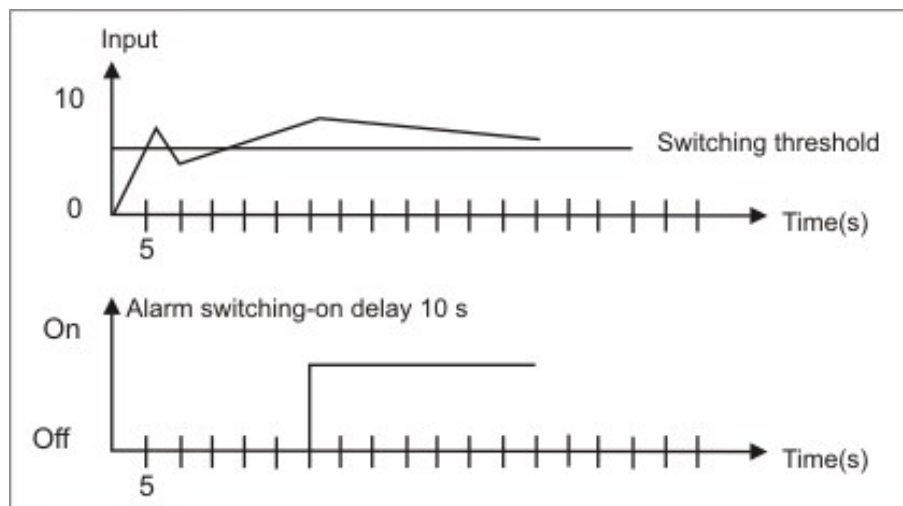 Input
10
Switching threshold
0
Time(s)
5
Alarm switching-on delay 10 s
On
Off
Time(s)
5